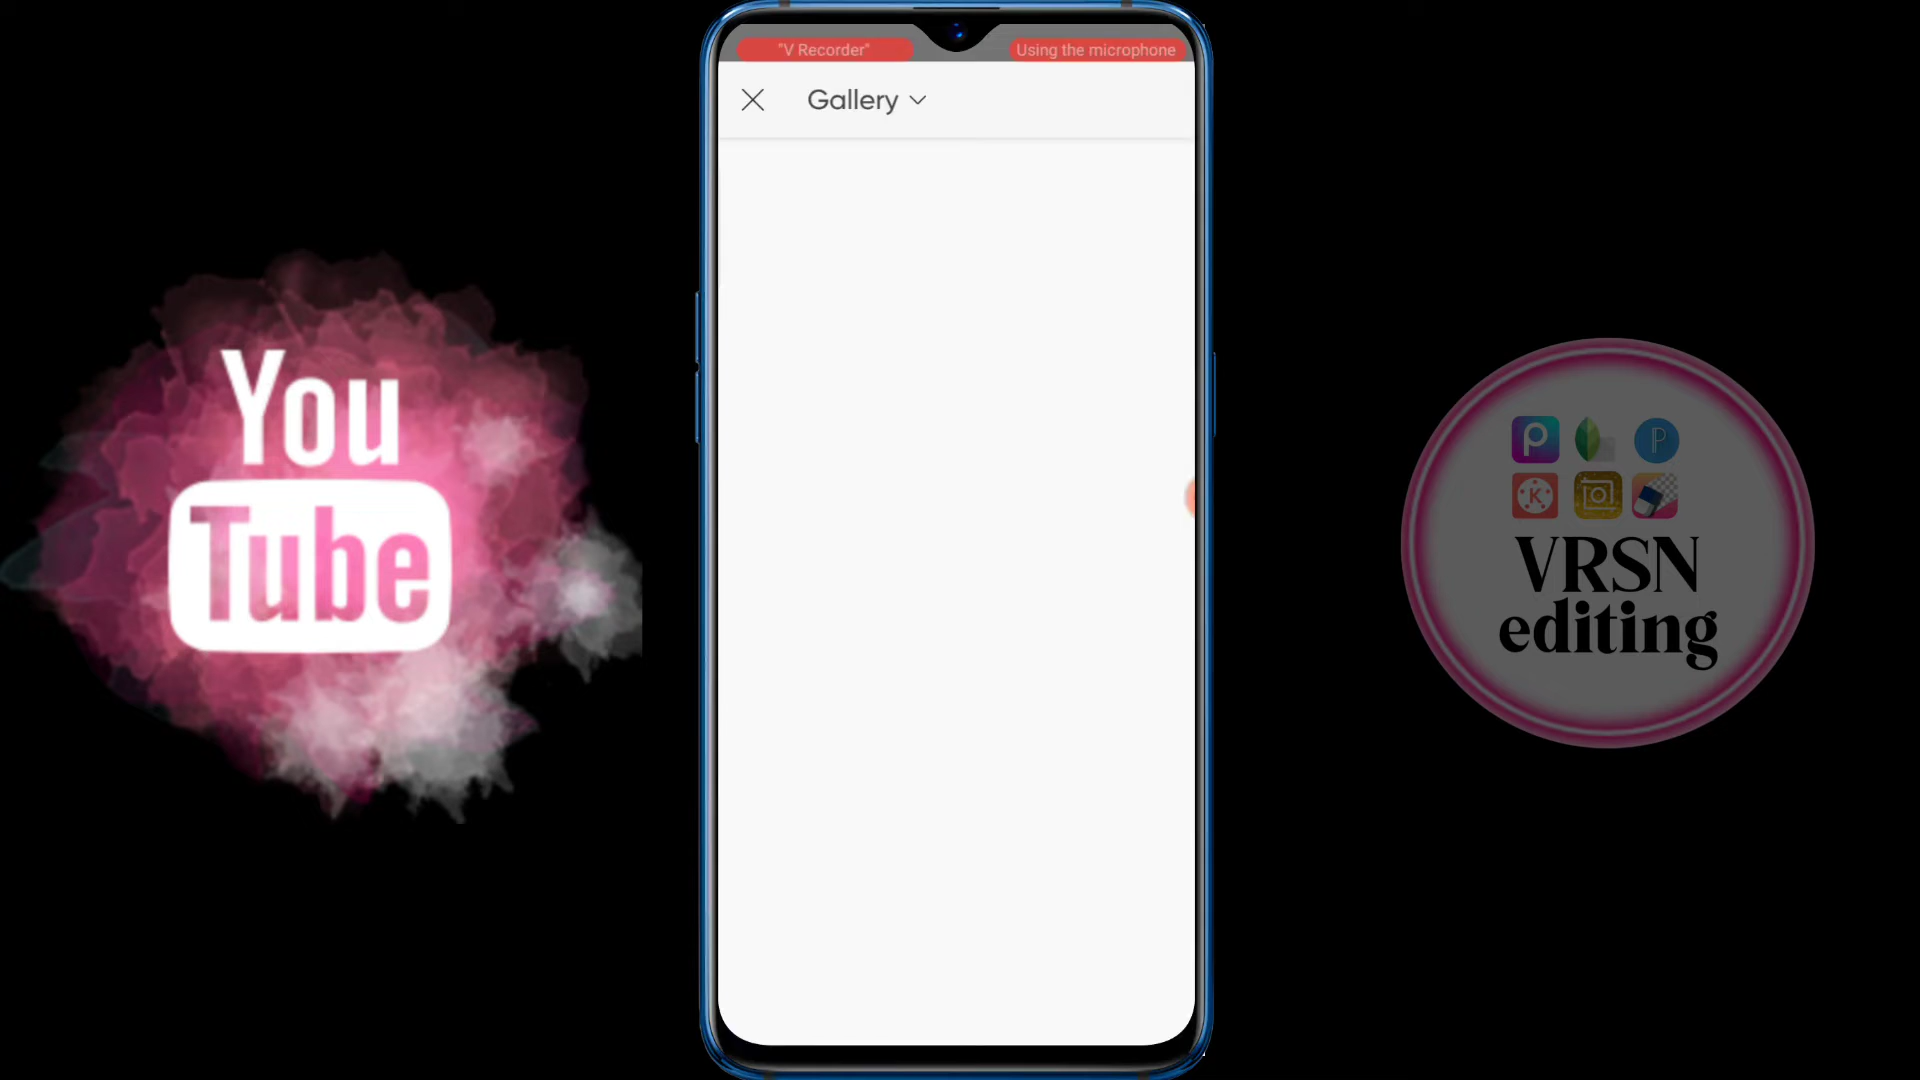 "V Recorder"
Using the microphone
Gallery
You
Tube
P
P
K
VRSN
editing